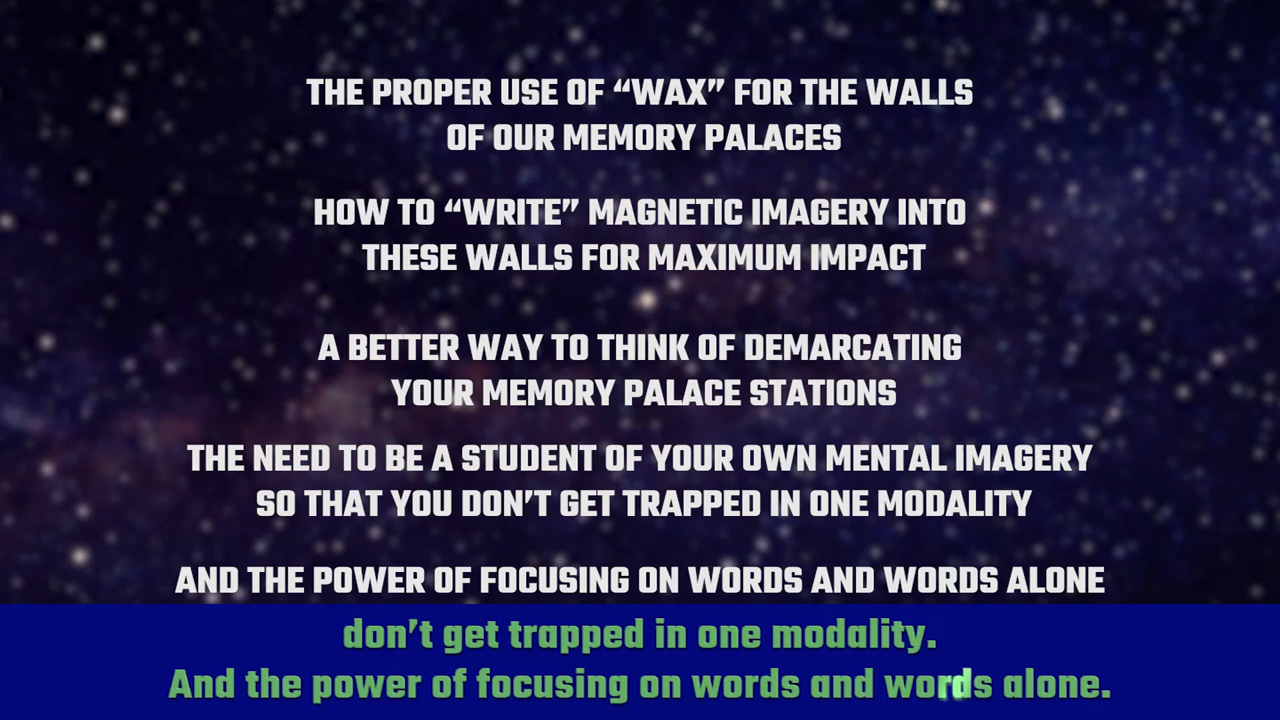 THE PROPER USE OF “WAX” FOR THE WALLS
OF OUR MEMORY PALACES
HOW TO “WRITE” MAGNETIC IMAGERY INTO
THESE WALLS FOR MAXIMUM IMPACT
A BETTER WAY TO THINK OF DEMARCATING
YOUR MEMORY PALACE STATIONS
THE NEED TO BE A STUDENT OF YOUR OWN MENTAL IMAGERY
SO THAT YOU DON’T GET TRAPPED IN ONE MODALITY
AND THE POWER OF FOCUSING ON WORDS AND WORDS ALONE
don’t get trapped in one modality.
And the power of focusing on words and words alone.